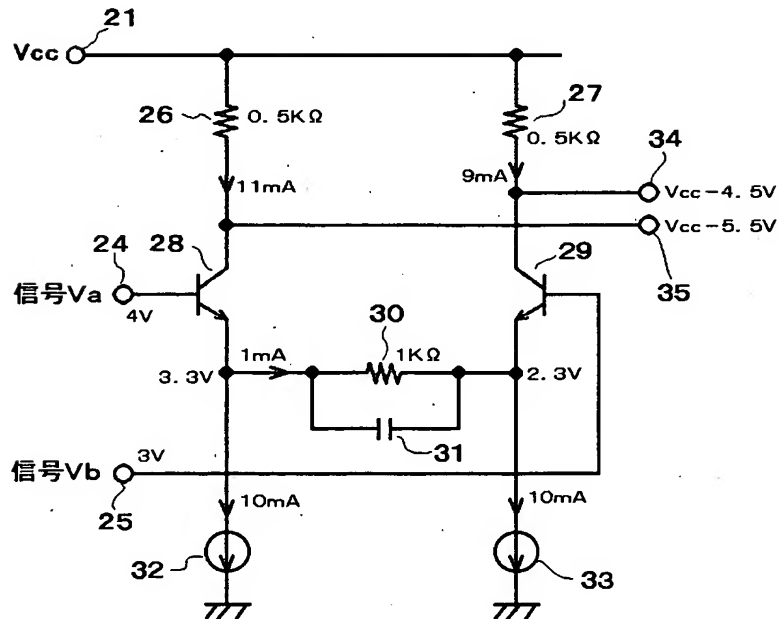 21
Vcc
26
0.5KΩ
27
0.5KΩ
34
11mA
9mA
Vcc-4.5V
Vcc-5.5V
28
29
35
24
信号Va
4V
30
1mA
1KΩ
3.3V
2.3V
31
信号Vb
3V
25
10mA
10mA
32
33